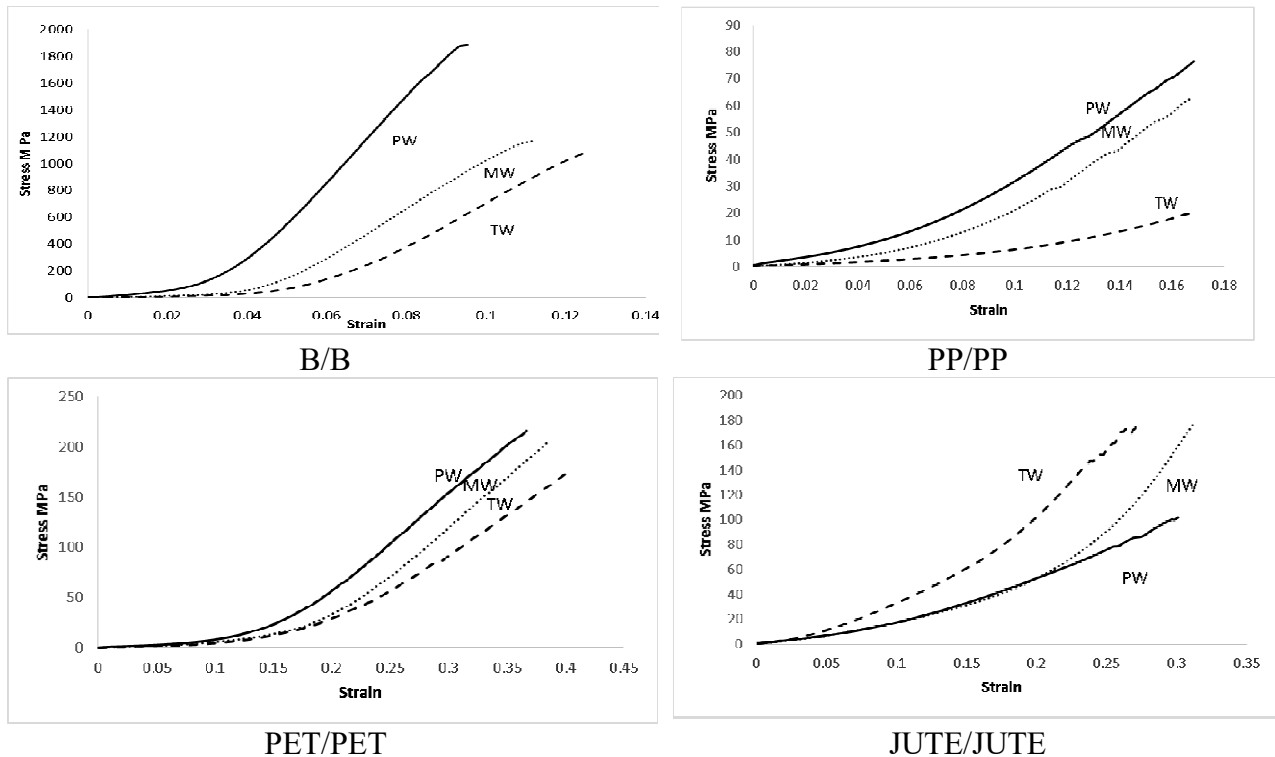 2000
1800
1600
1400
1200
1000
800
600
400
200
0
Stress M Pa
PW
MW
TW
0 0.02 0.04 0.06 0.08 0.1 0.12 0.14
Strain
B/B
90
80
70
60
50
40
30
20
10
0
Stress MPa
PW
MW
TW
0 0.02 0.04 0.06 0.08 0.1 0.12 0.14 0.16 0.18
Strain
PP/PP
250
200
150
100
50
0
Stress MPa
PW
MW
TW
0 0.05 0.1 0.15 0.2 0.25 0.3 0.35 0.4 0.45
Strain
PET/PET
200
180
160
140
120
100
80
60
40
20
0
Stress MPa
TW
MW
PW
0 0.05 0.1 0.15 0.2 0.25 0.3 0.35
Strain
JUTE/JUTE